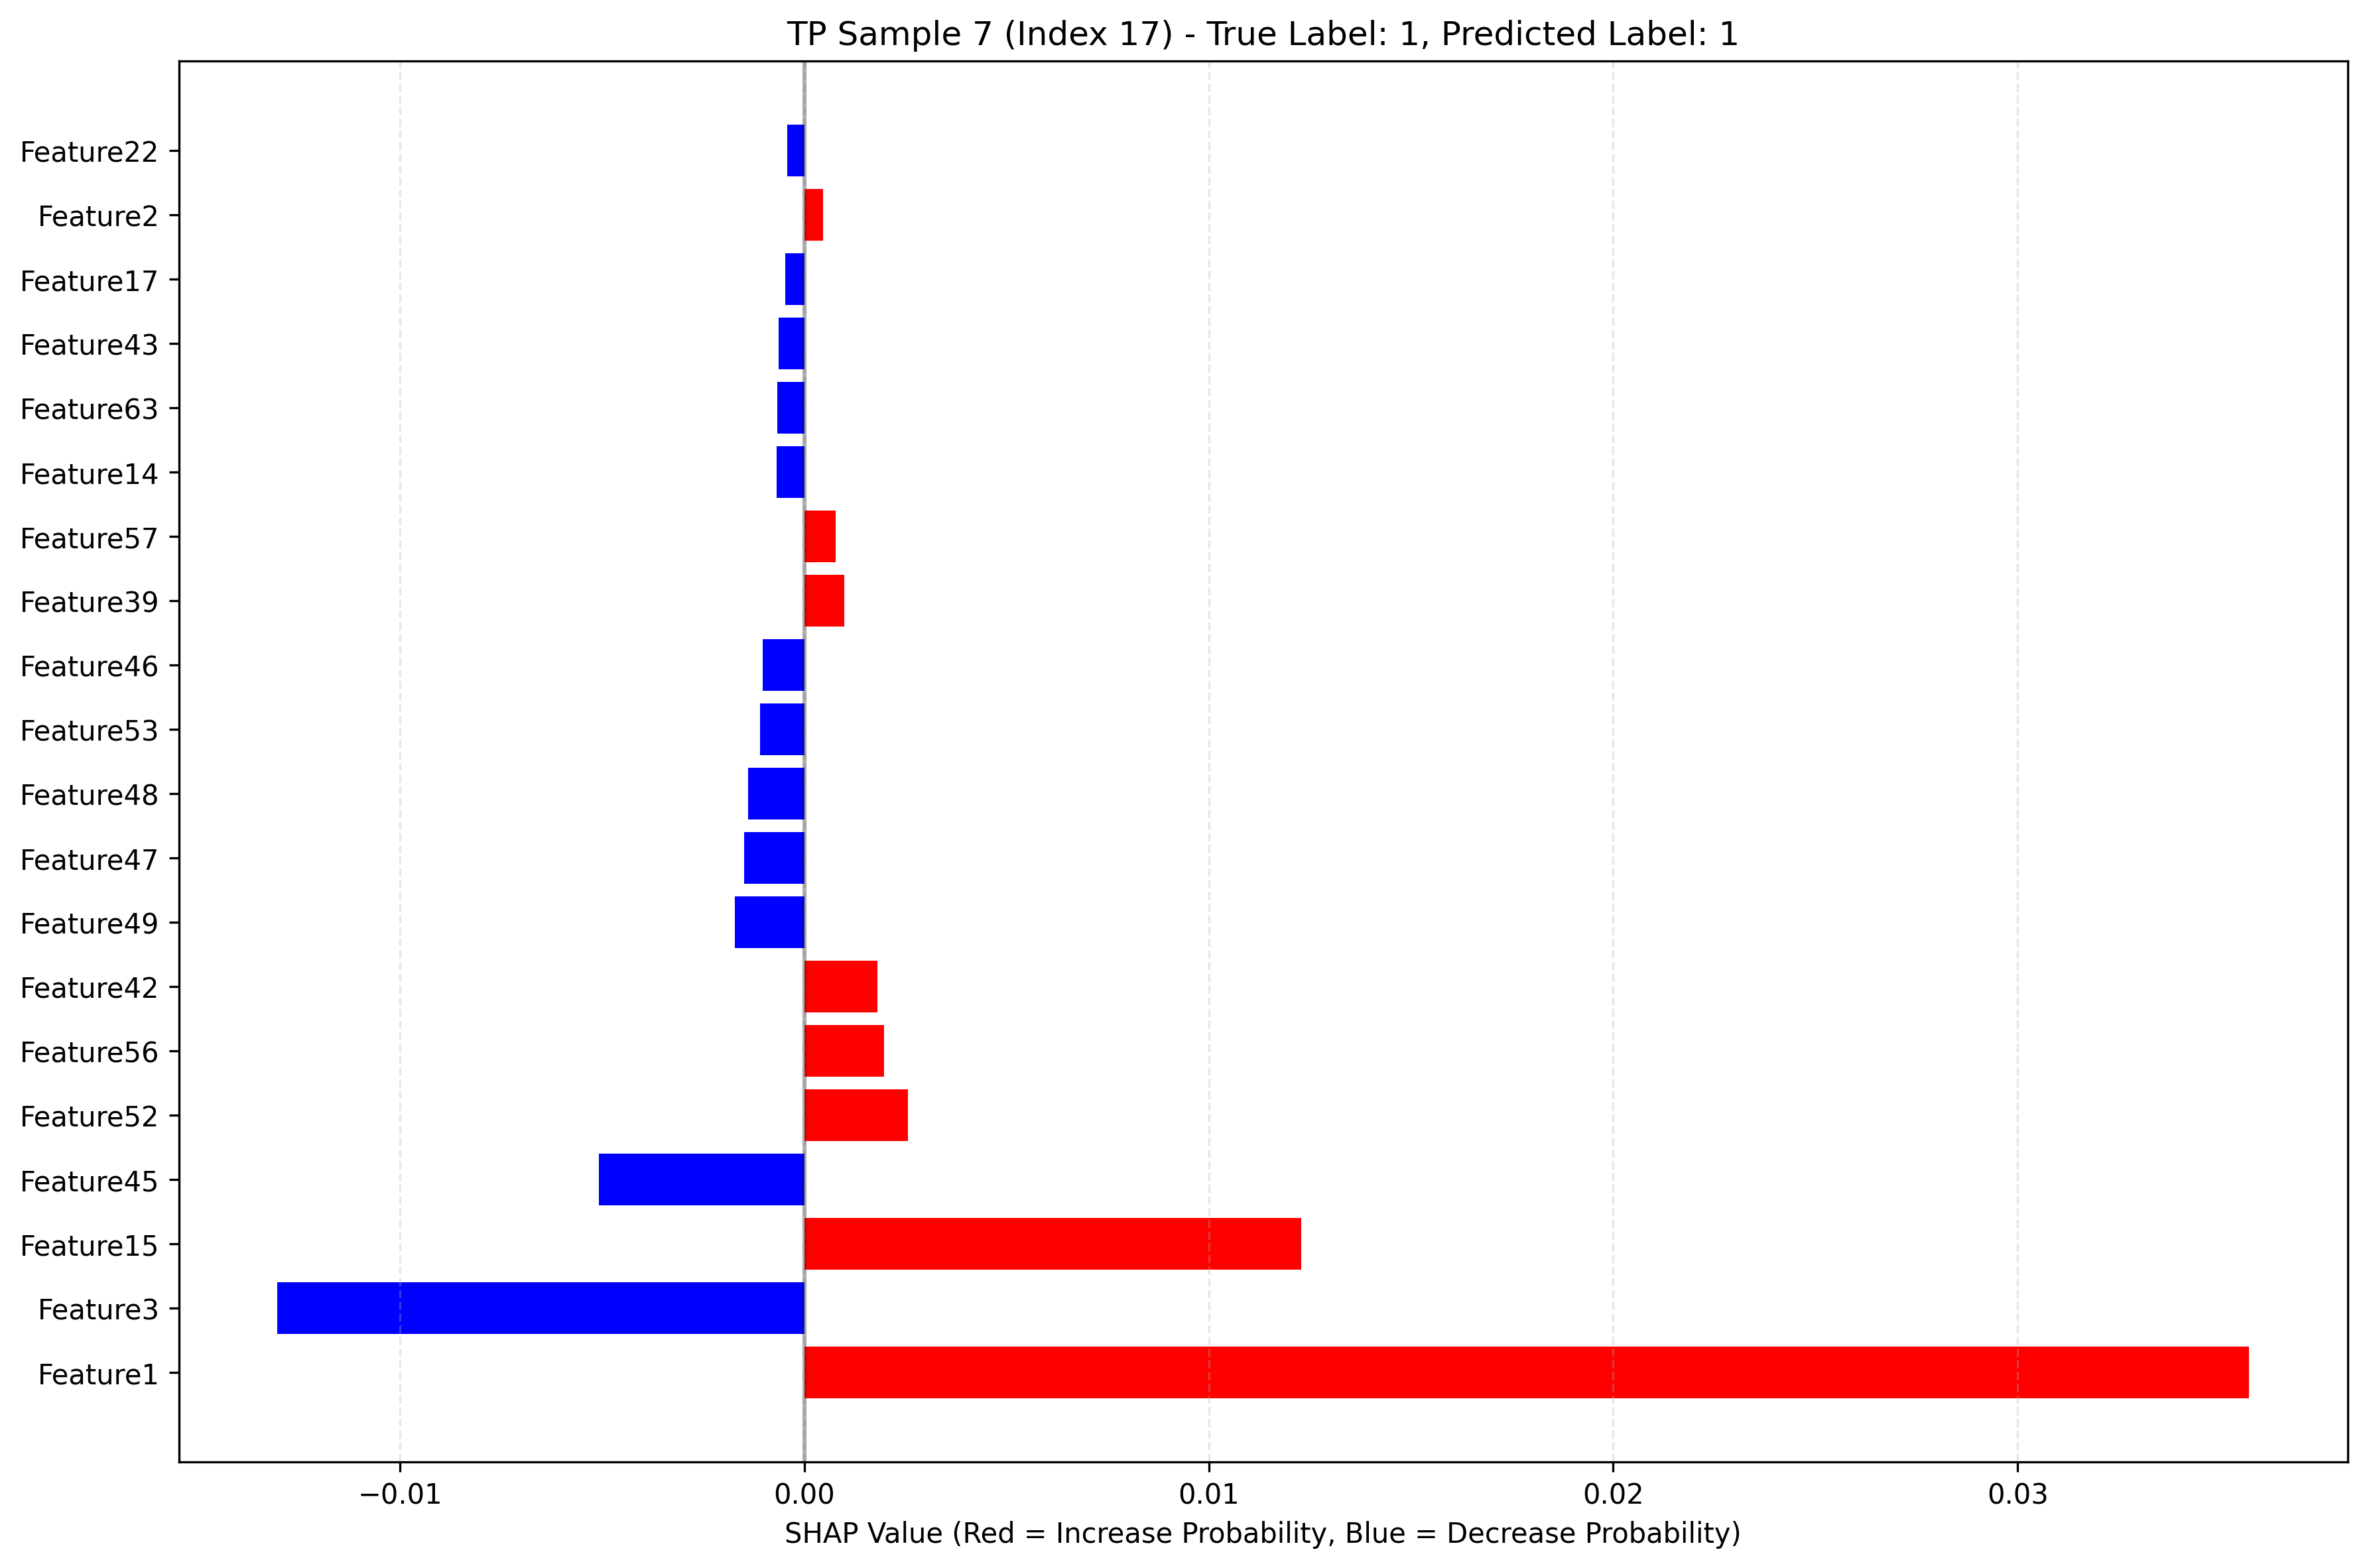 TP Sample 7 (Index 17) - True Label: 1, Predicted Label: 1
Feature22
Feature2
Feature17
Feature43
Feature63
Feature14
Feature57
Feature39
Feature46
Feature53
Feature48
Feature47
Feature49
Feature42
Feature56
Feature52
Feature45
Feature15
Feature3
Feature1
−0.01 0.00 0.01 0.02 0.03
SHAP Value (Red = Increase Probability, Blue = Decrease Probability)